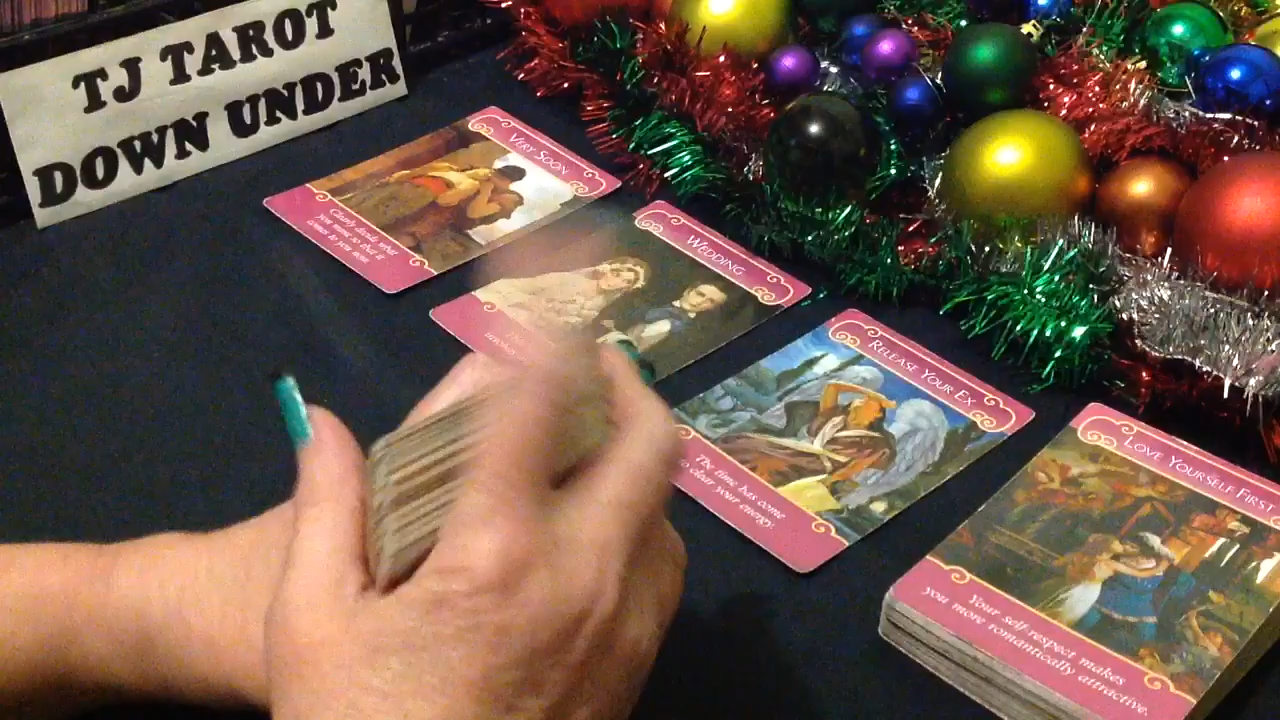 TJ TAROT
DOWN UNDER
VERY SOON
Clearly decide what
you want so that it
comes to you now.
WEDDING
RELEASE YOUR EX
The time has come
to clear your energy.
LOVE YOURSELF FIRST
Your self-respect makes
you more romantically attractive.